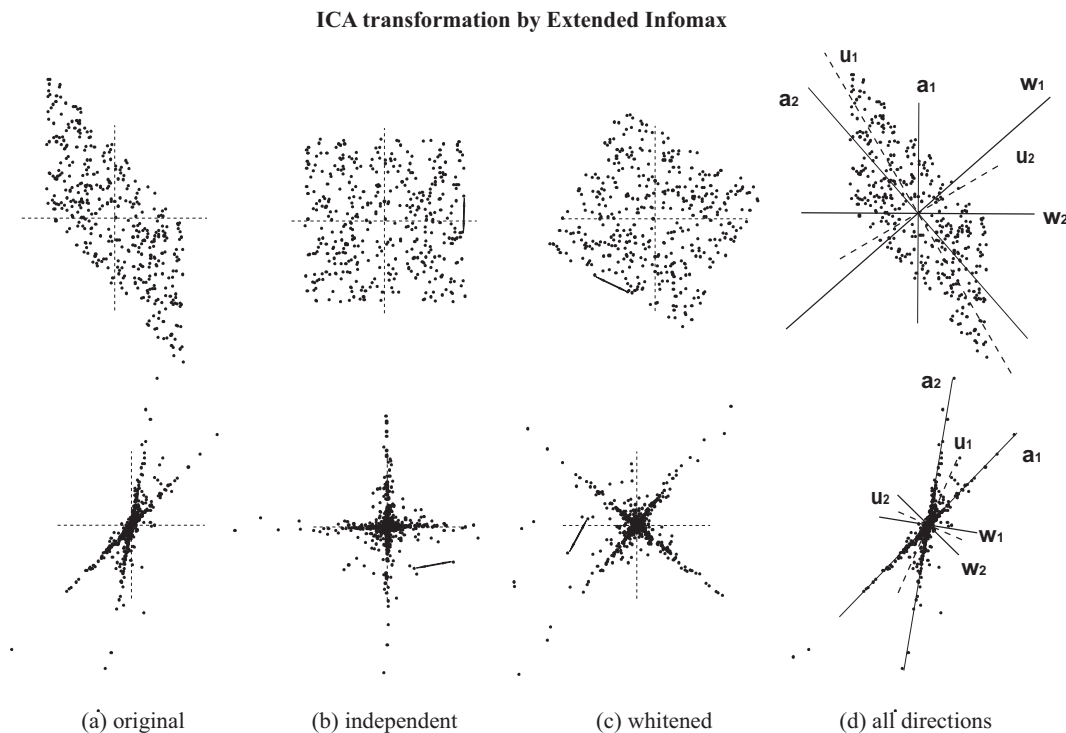 ICA transformation by Extended Infomax
u1
a2
a1
w1
u2
w2
a2
u1
a1
u2
w1
w2
(a) original
(b) independent
(c) whitened
(d) all directions